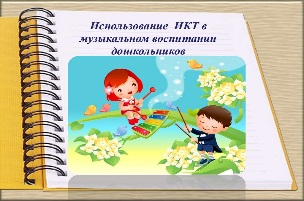 Использование ИКТ в
музыкальном воспитании
дошкольников